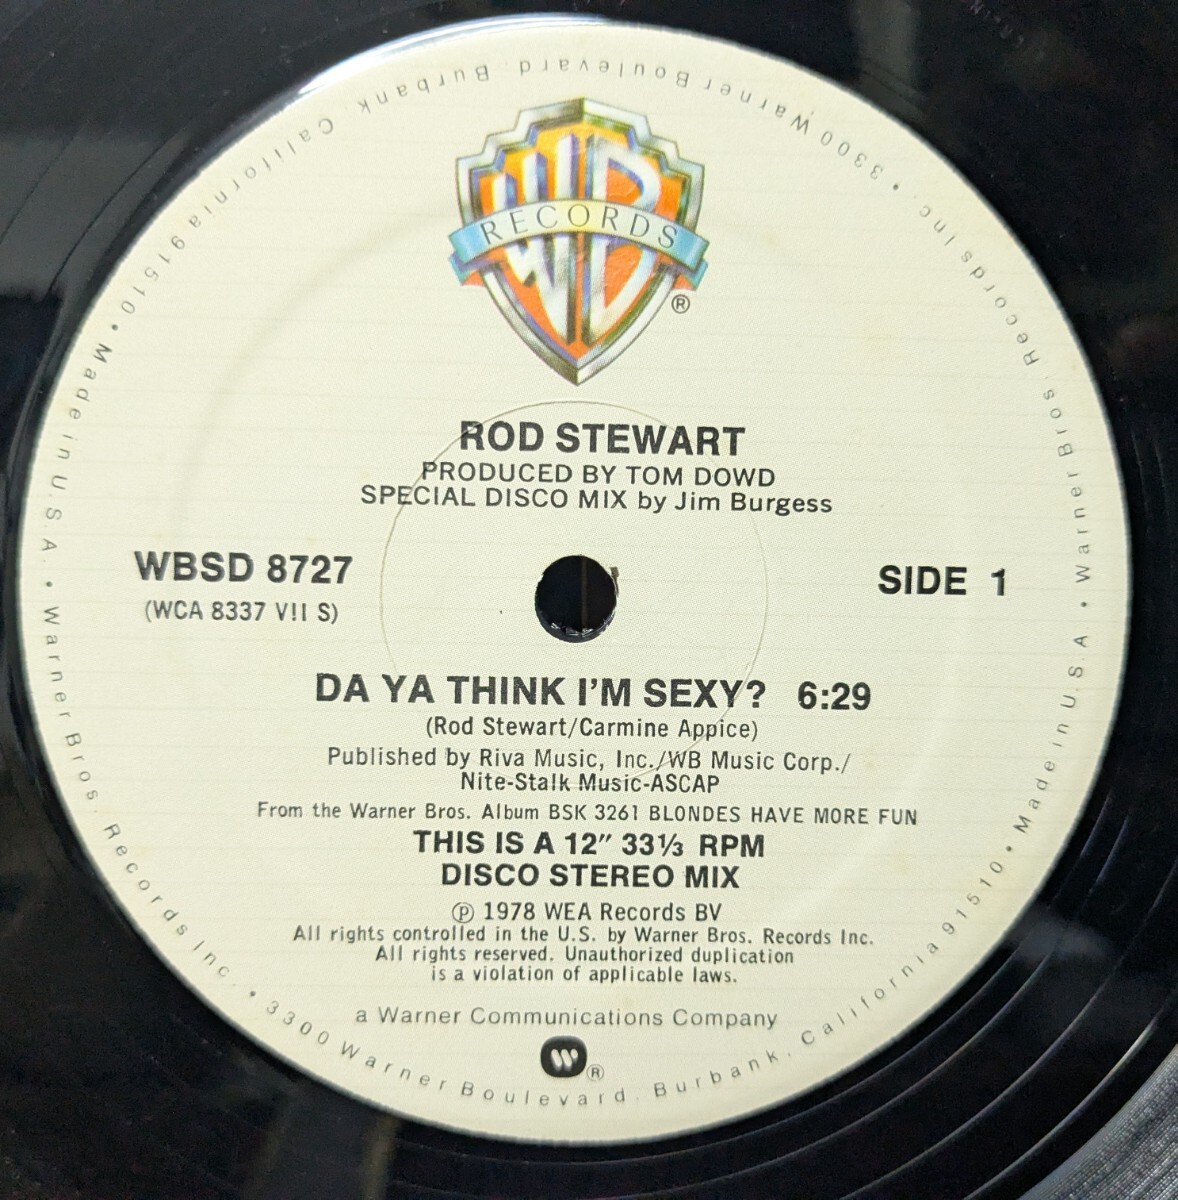 WB
RECORDS
®
ROD STEWART
PRODUCED BY TOM DOWD
SPECIAL DISCO MIX by Jim Burgess
WBSD 8727
(WCA 8337 V!I S)
SIDE 1
DA YA THINK I'M SEXY? 6:29
(Rod Stewart/Carmine Appice)
Published by Riva Music, Inc./WB Music Corp./
Nite-Stalk Music-ASCAP
From the Warner Bros. Album BSK 3261 BLONDES HAVE MORE FUN
THIS IS A 12″ 33⅓ RPM
DISCO STEREO MIX
℗ 1978 WEA Records BV
All rights controlled in the U.S. by Warner Bros. Records Inc.
All rights reserved. Unauthorized duplication
is a violation of applicable laws.
a Warner Communications Company
W®
Made in U.S.A. • Warner Bros. Records Inc. • 3300 Warner Boulevard. Burbank. California 91510 • Made in U.S.A. • Warner Bros. Records Inc. • 3300 Warner Boulevard. Burbank. California 91510 •